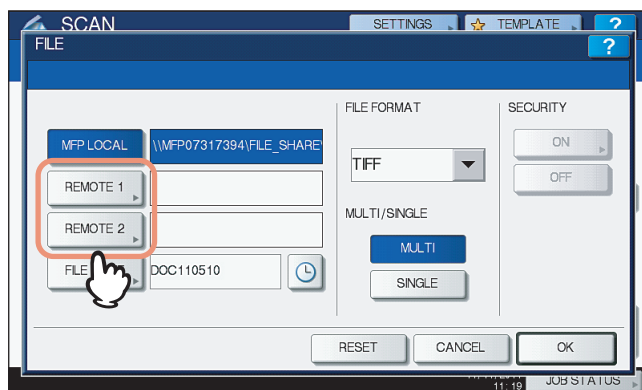 SCAN
SETTINGS
TEMPLATE
?
FILE
?
FILE FORMAT
SECURITY
MFP LOCAL
\\MFP07317394\FILE_SHARE\
ON
TIFF
OFF
REMOTE 1
REMOTE 2
MULTI/SINGLE
MULTI
FILE
DOC110510
SINGLE
RESET
CANCEL
OK
11:19
JOB STATUS